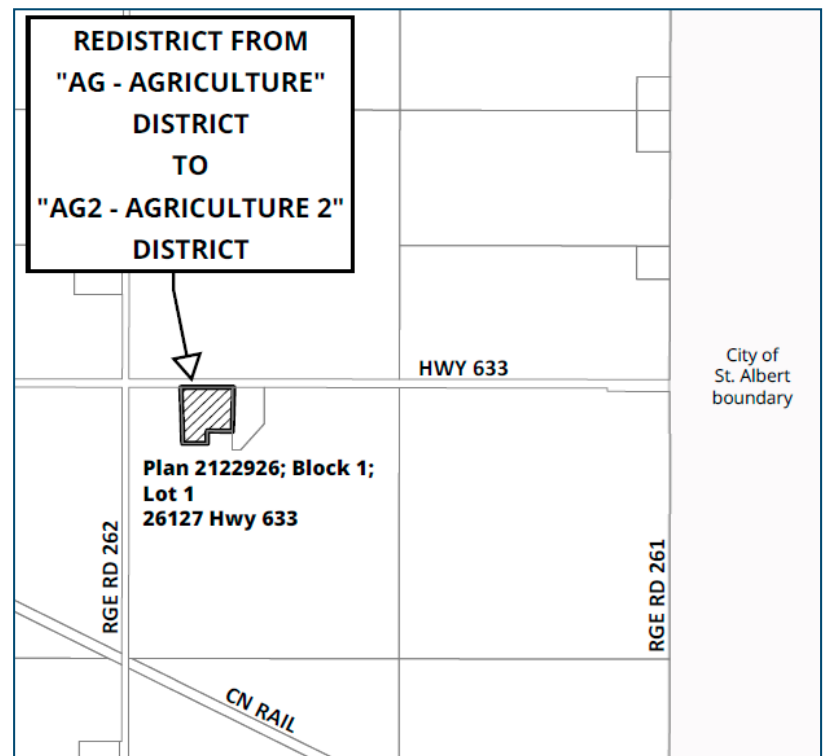 REDISTRICT FROM
"AG - AGRICULTURE"
DISTRICT
TO
"AG2 - AGRICULTURE 2"
DISTRICT
HWY 633
City of
St. Albert
boundary
Plan 2122926; Block 1;
Lot 1
26127 Hwy 633
RGE RD 262
RGE RD 261
CN RAIL